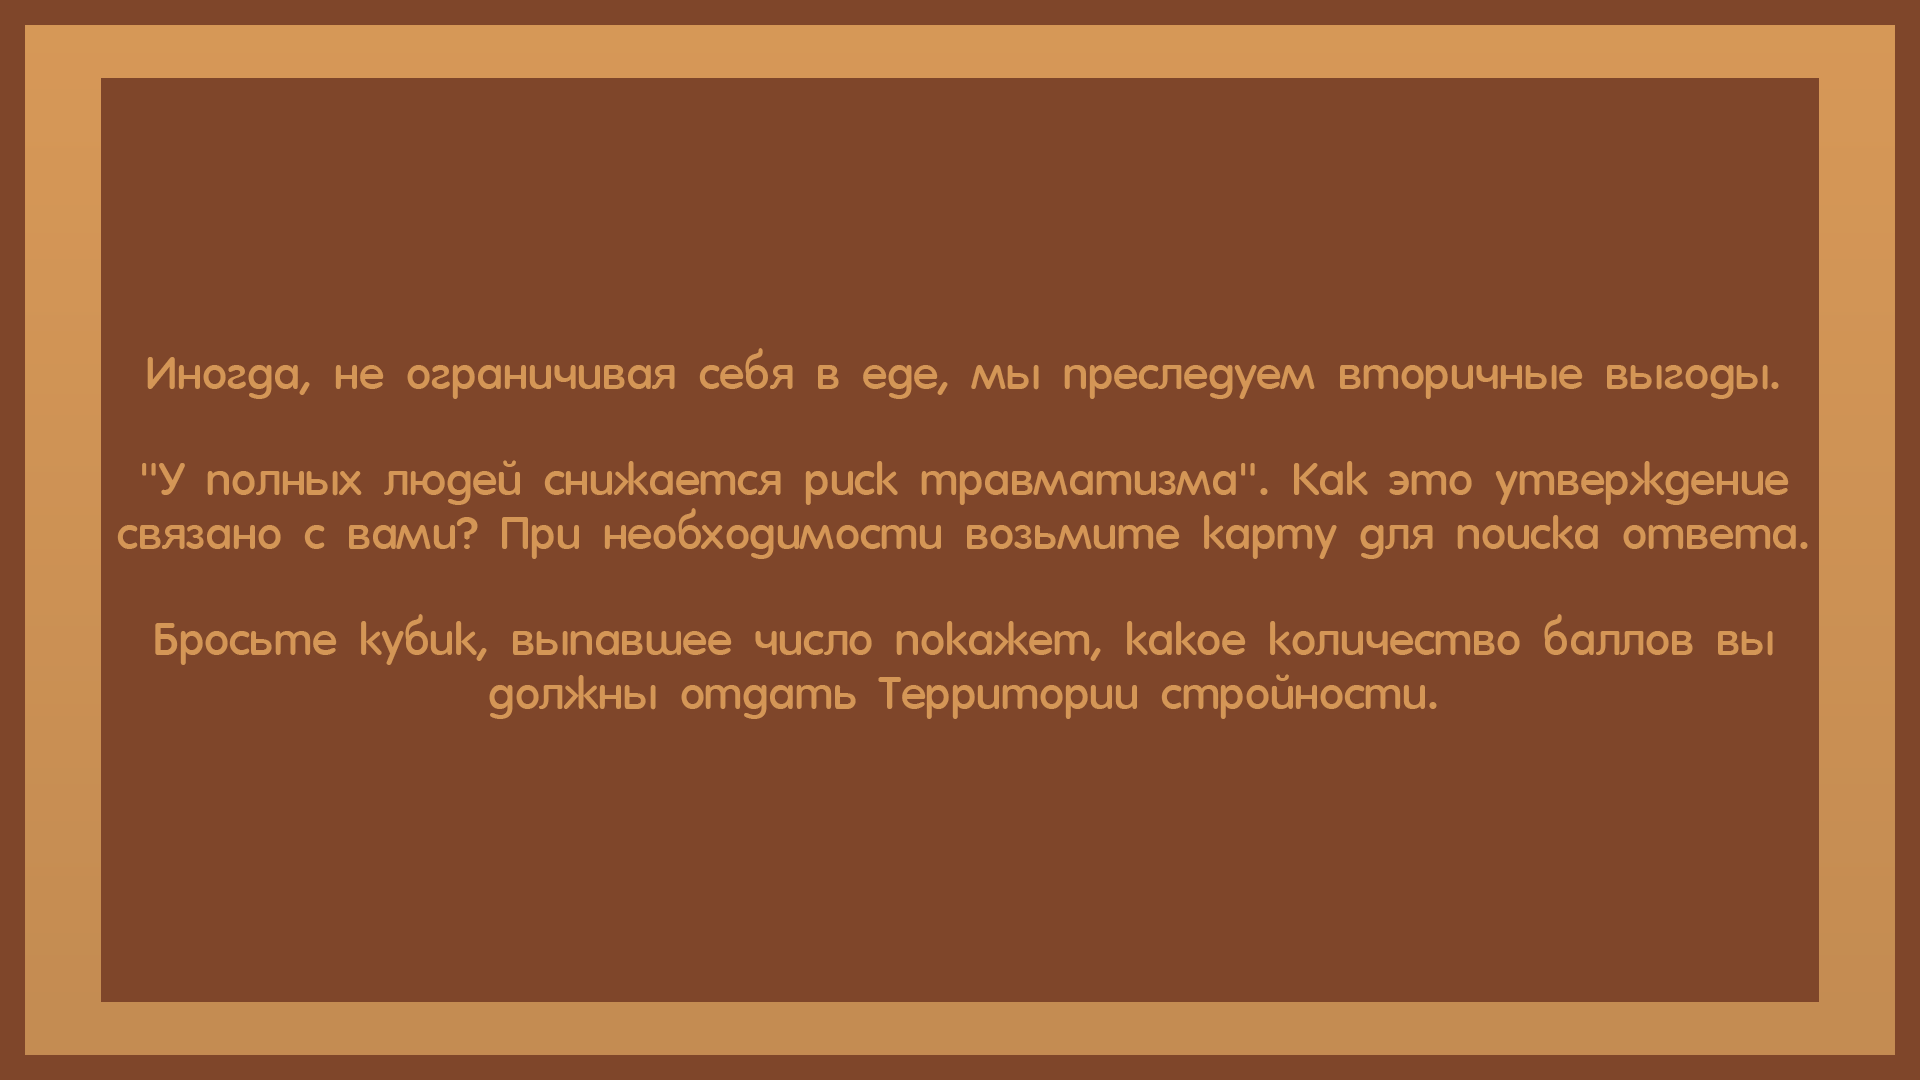 Иногда, не ограничивая себя в еде, мы преследуем вторичные выгоды.
"У полных людей снижается риск травматизма". Как это утверждение
связано с вами? При необходимости возьмите карту для поиска ответа.
Бросьте кубик, выпавшее число покажет, какое количество баллов вы
должны отдать Территории стройности.